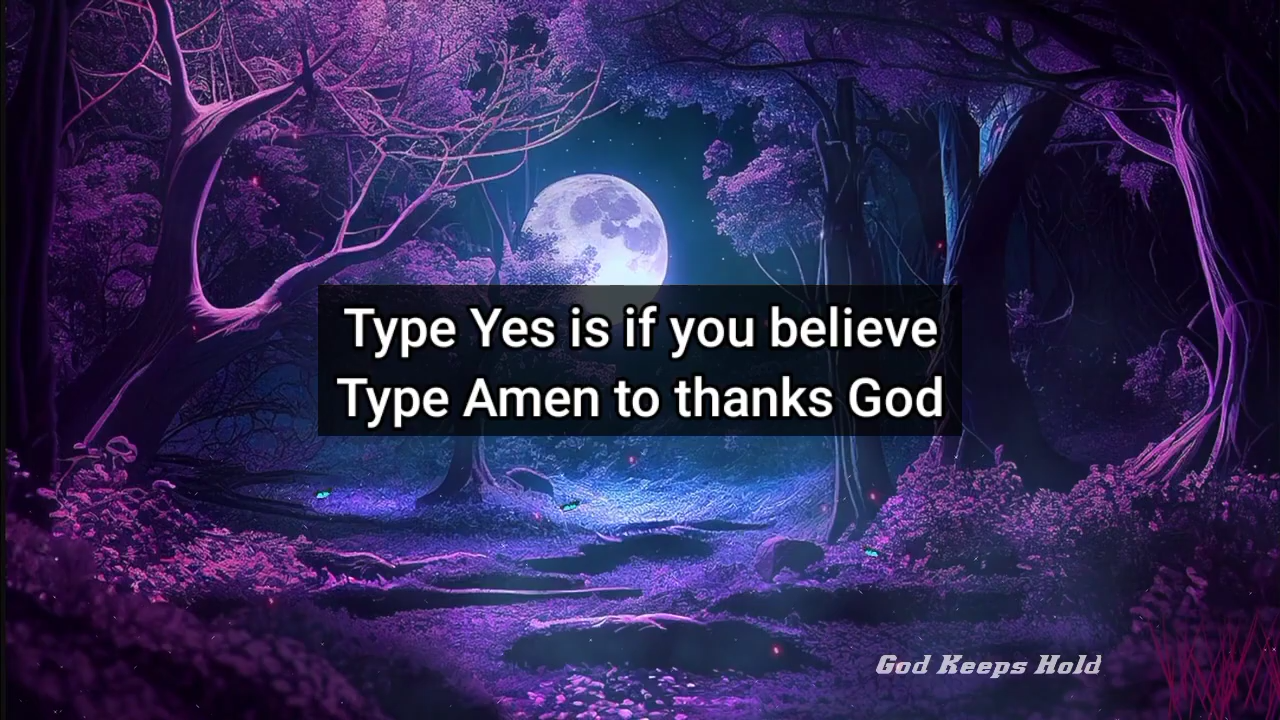 Type Yes is if you believe
Type Amen to thanks God
God Keeps Hold